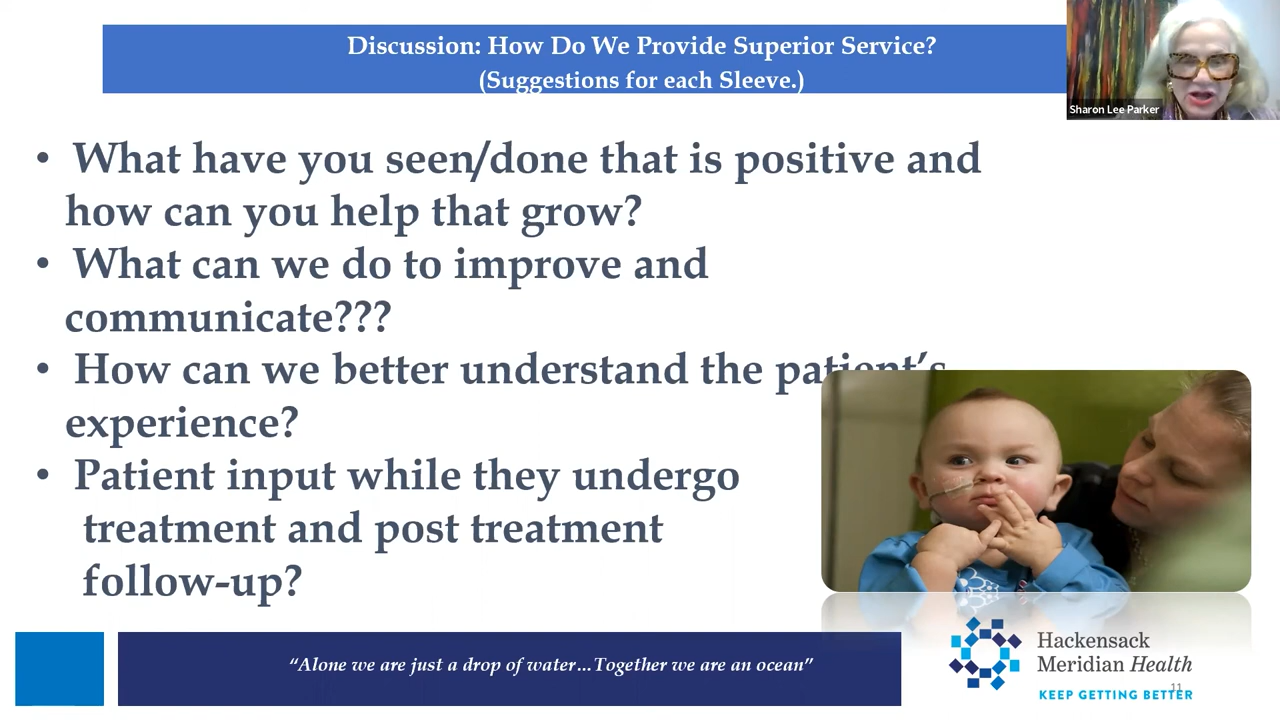 Discussion: How Do We Provide Superior Service?
(Suggestions for each Sleeve.)
Sharon Lee Parker
• What have you seen/done that is positive and
how can you help that grow?
• What can we do to improve and
communicate???
• How can we better understand the patient’s
experience?
• Patient input while they undergo
treatment and post treatment
follow-up?
“Alone we are just a drop of water…Together we are an ocean”
Hackensack
Meridian Health
11
KEEP GETTING BETTER